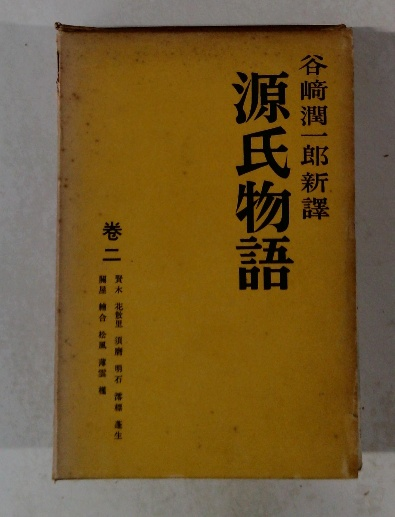 谷崎潤一郎新譯
源氏物語
卷二
賢木 花散里 須磨 明石 澪標 蓬生
關屋 繪合 松風 薄雲 槿